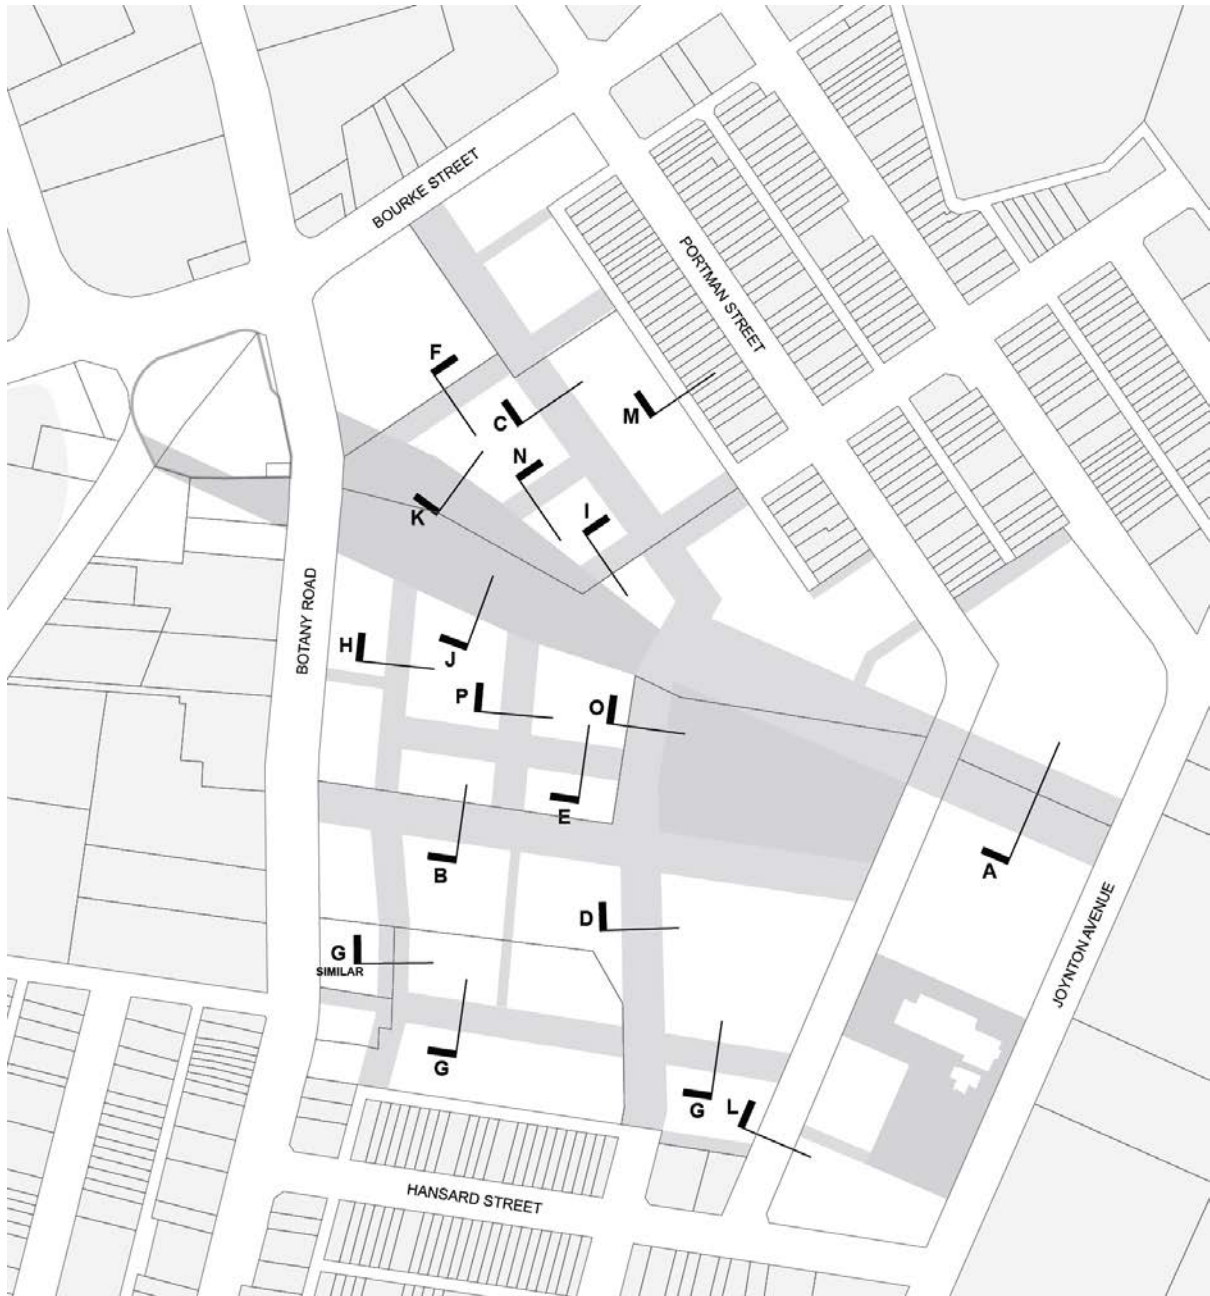 BOURKE STREET
PORTMAN STREET
F
C
M
N
I
K
BOTANY ROAD
H
J
P
O
E
B
A
D
G
SIMILAR
JOYNTON AVENUE
G
G
L
HANSARD STREET